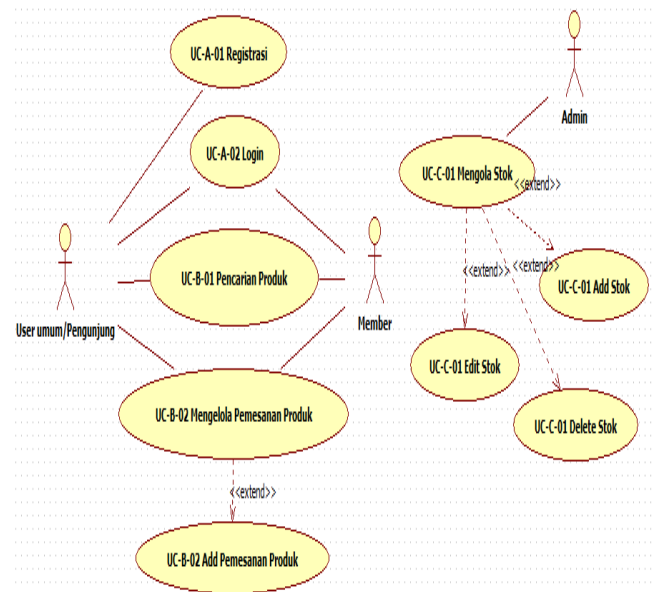 UC-A-01 Registrasi
Admin
UC-A-02 Login
UC-C-01 Mengola Stok
<<extend>>
UC-B-01 Pencarian Produk
<<extend>>
<<extend>>
UC-C-01 Add Stok
User umum/Pengunjung
Member
UC-C-01 Edit Stok
UC-B-02 Mengelola Pemesanan Produk
UC-C-01 Delete Stok
<<extend>>
UC-B-02 Add Pemesanan Produk